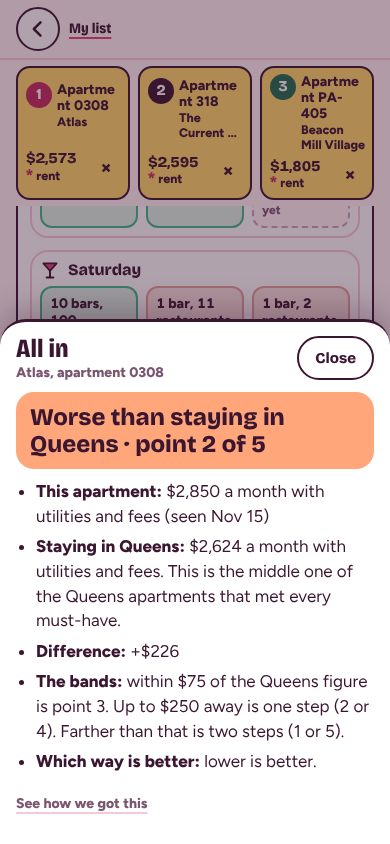 My list
1
Apartme
nt 0308
Atlas
$2,573
* rent
×
2
Apartme
nt 318
The
Current ...
$2,595
* rent
×
3
Apartme
nt PA-
405
Beacon
Mill Village
$1,805
* rent
×
yet
Saturday
10 bars,
1 bar, 11
1 bar, 2
All in
Atlas, apartment 0308
Close
Worse than staying in
Queens · point 2 of 5
• This apartment: $2,850 a month with
utilities and fees (seen Nov 15)
• Staying in Queens: $2,624 a month with
utilities and fees. This is the middle one of
the Queens apartments that met every
must-have.
• Difference: +$226
• The bands: within $75 of the Queens figure
is point 3. Up to $250 away is one step (2 or
4). Farther than that is two steps (1 or 5).
• Which way is better: lower is better.
See how we got this